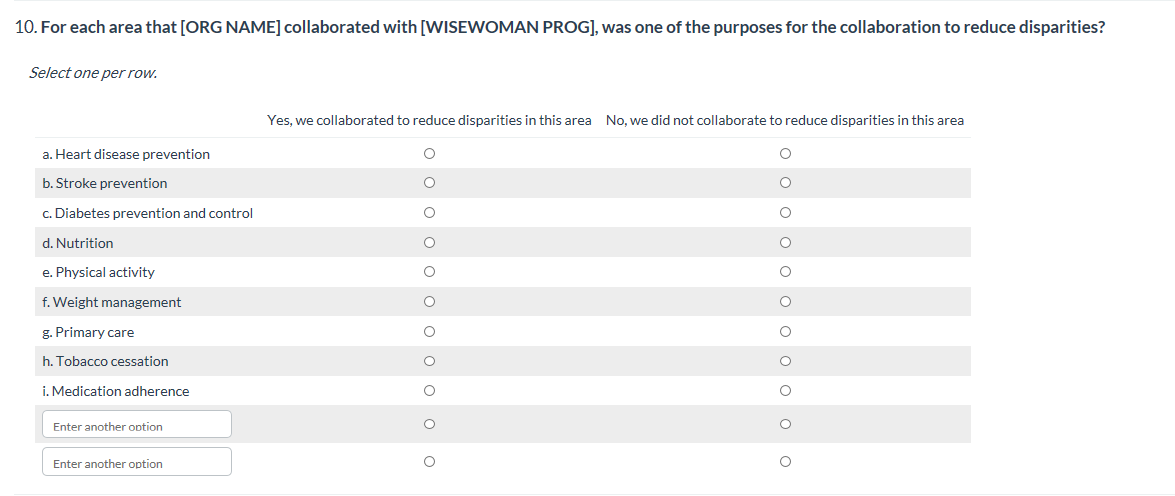 10. For each area that [ORG NAME] collaborated with [WISEWOMAN PROG], was one of the purposes for the collaboration to reduce disparities?
Select one per row.
Yes, we collaborated to reduce disparities in this area No, we did not collaborate to reduce disparities in this area
a. Heart disease prevention
b. Stroke prevention
c. Diabetes prevention and control
d. Nutrition
e. Physical activity
f. Weight management
g. Primary care
h. Tobacco cessation
i. Medication adherence
Enter another option
Enter another option